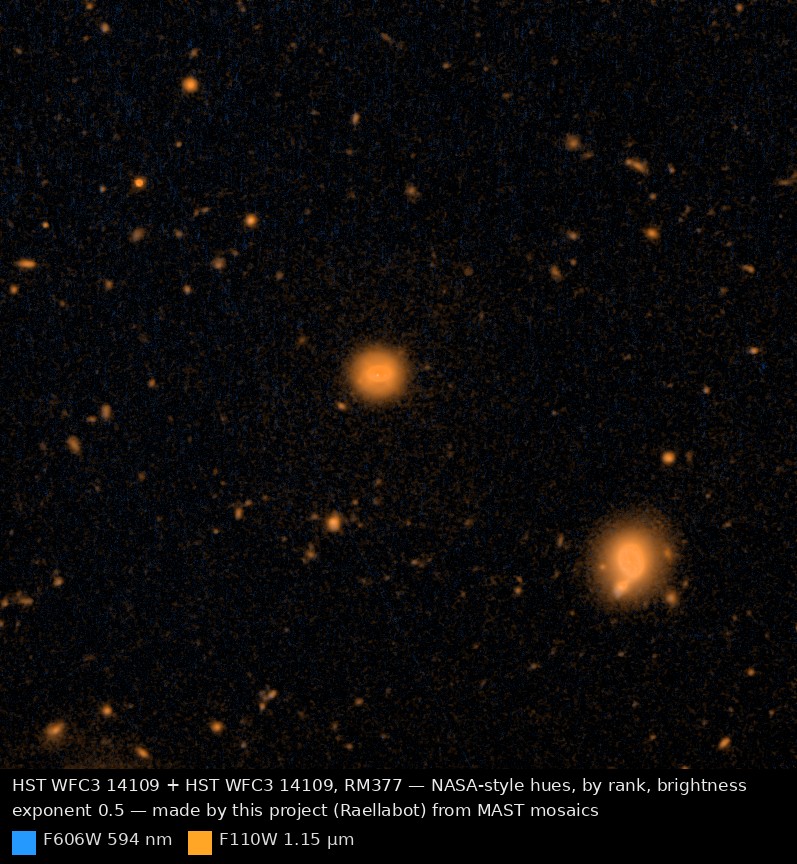 HST WFC3 14109 + HST WFC3 14109, RM377 — NASA-style hues, by rank, brightness
exponent 0.5 — made by this project (Raellabot) from MAST mosaics
F606W 594 nm F110W 1.15 µm